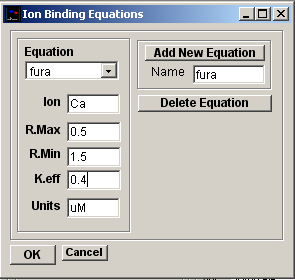 Ion Binding Equations
Equation
fura
Ion Ca
R.Max 0.5
R.Min 1.5
K.eff 0.4
Units uM
Add New Equation
Name fura
Delete Equation
OK Cancel